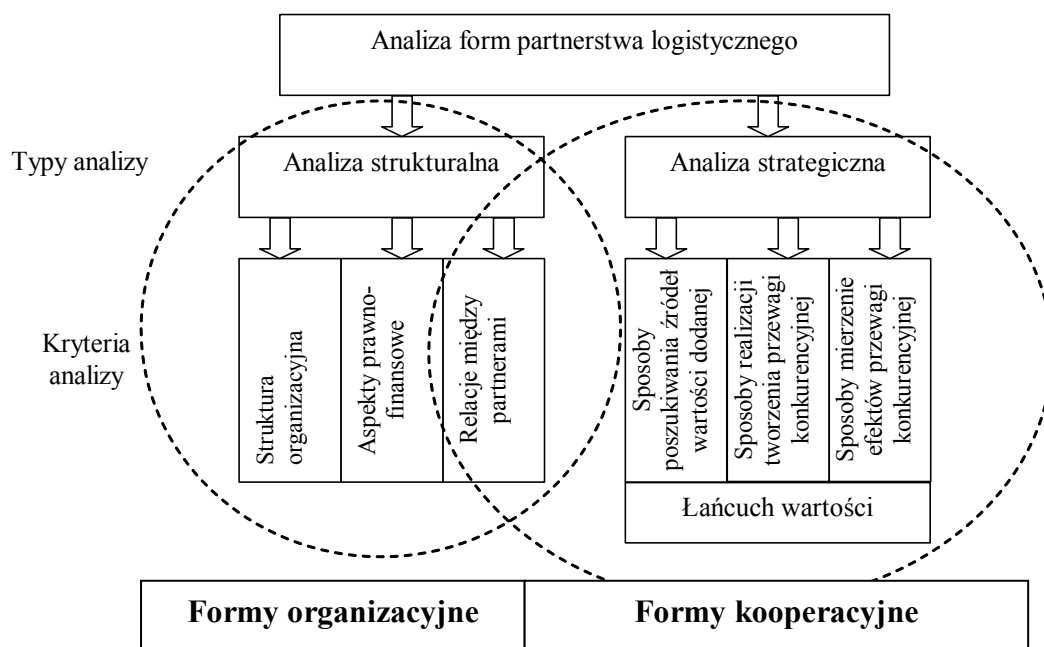 Analiza form partnerstwa logistycznego
Typy analizy
Analiza strukturalna
Analiza strategiczna
Kryteria
analizy
Struktura
organizacyjna
Aspekty prawno-
finansowe
Relacje między
partnerami
Sposoby
poszukiwania źródeł
wartości dodanej
Sposoby realizacji
tworzenia przewagi
konkurencyjnej
Sposoby mierzenie
efektów przewagi
konkurencyjnej
Łańcuch wartości
Formy organizacyjne
Formy kooperacyjne